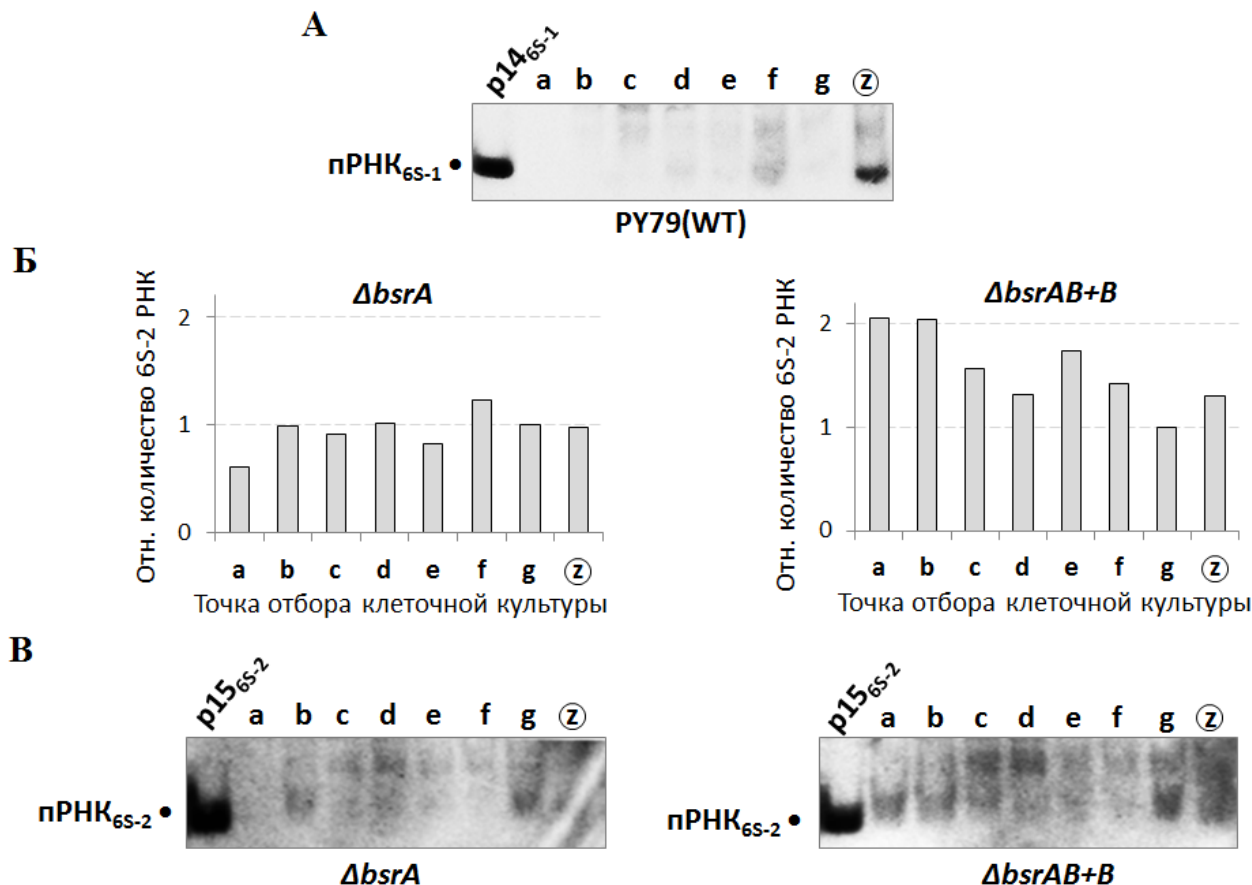 А
p14₆S₋₁
a b c d e f g ⓩ
пРНК₆S₋₁ •
PY79(WT)
Б
Отн. количество 6S-2 РНК
ΔbsrA
2
1
0
a b c d e f g ⓩ
Точка отбора клеточной культуры
Отн. количество 6S-2 РНК
ΔbsrAB+B
2
1
0
a b c d e f g ⓩ
Точка отбора клеточной культуры
В
p15₆S₋₂
a b c d e f g ⓩ
пРНК₆S₋₂ •
ΔbsrA
p15₆S₋₂
a b c d e f g ⓩ
пРНК₆S₋₂ •
ΔbsrAB+B